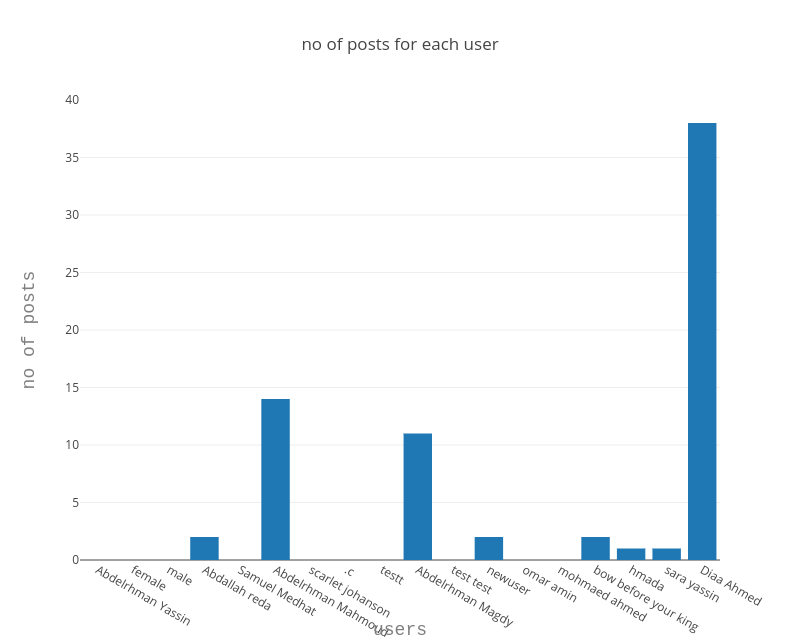 no of posts for each user
40
35
30
25
20
15
10
5
0
no of posts
Abdelrhman Yassin
female
male
Abdallah reda
Samuel Medhat
Abdelrhman Mahmoud
scarlet johanson
.c
testt
Abdelrhman Magdy
test test
newuser
omar amin
mohmaed ahmed
bow before your king
hmada
sara yassin
Diaa Ahmed
users